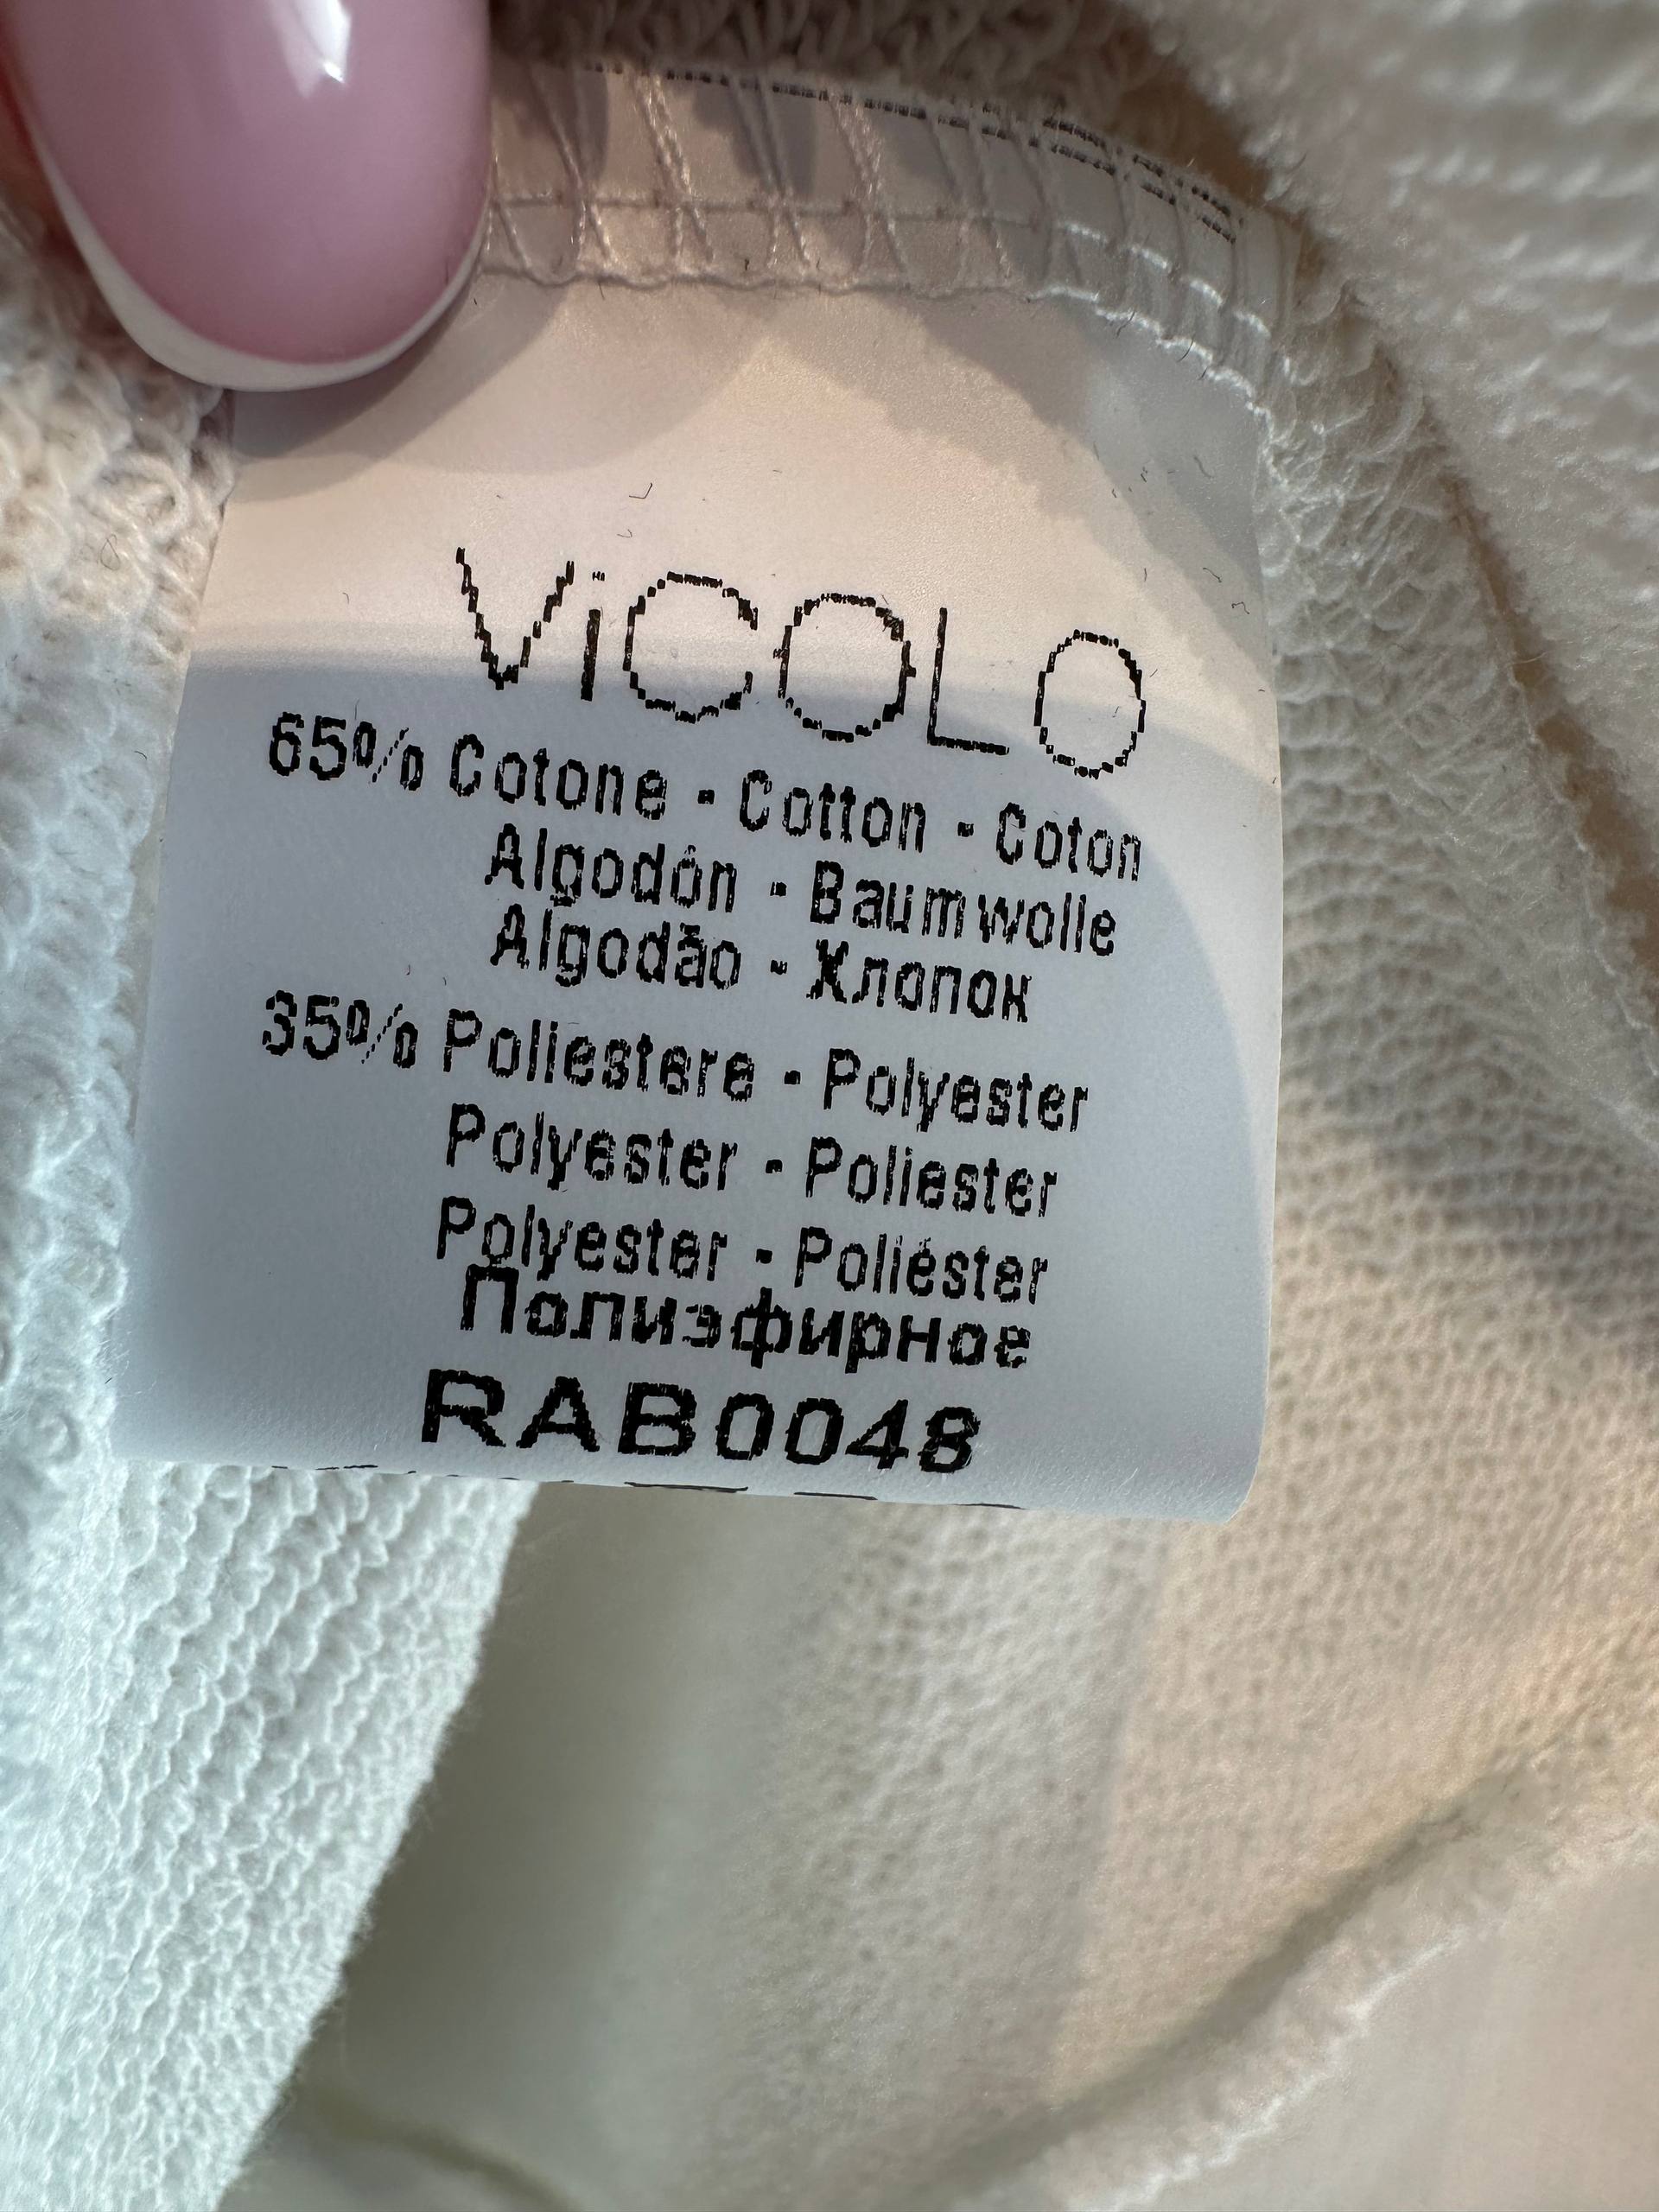 ViCOLO
65% Cotone - Cotton - Coton
Algodón - Baumwolle
Algodão - Хлопок
35% Poliestere - Polyester
Polyester - Poliester
Polyester - Poliéster
Полиэфирное
RAB0048